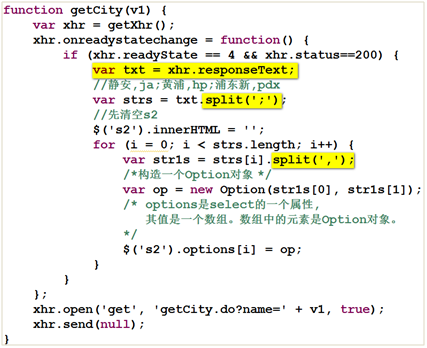 function getCity(v1) {
    var xhr = getXhr();
    xhr.onreadystatechange = function() {
        if (xhr.readyState == 4 && xhr.status==200) {
            var txt = xhr.responseText;
            //静安,ja;黄浦,hp;浦东新,pdx
            var strs = txt.split(';');
            //先清空s2
            $('s2').innerHTML = '';
            for (i = 0; i < strs.length; i++) {
                var str1s = strs[i].split(',');
                /*构造一个Option对象 */
                var op = new Option(str1s[0], str1s[1]);
                /* options是select的一个属性,
                   其值是一个数组。数组中的元素是Option对象。
                */
                $('s2').options[i] = op;
            }
        }
    };
    xhr.open('get', 'getCity.do?name=' + v1, true);
    xhr.send(null);
}